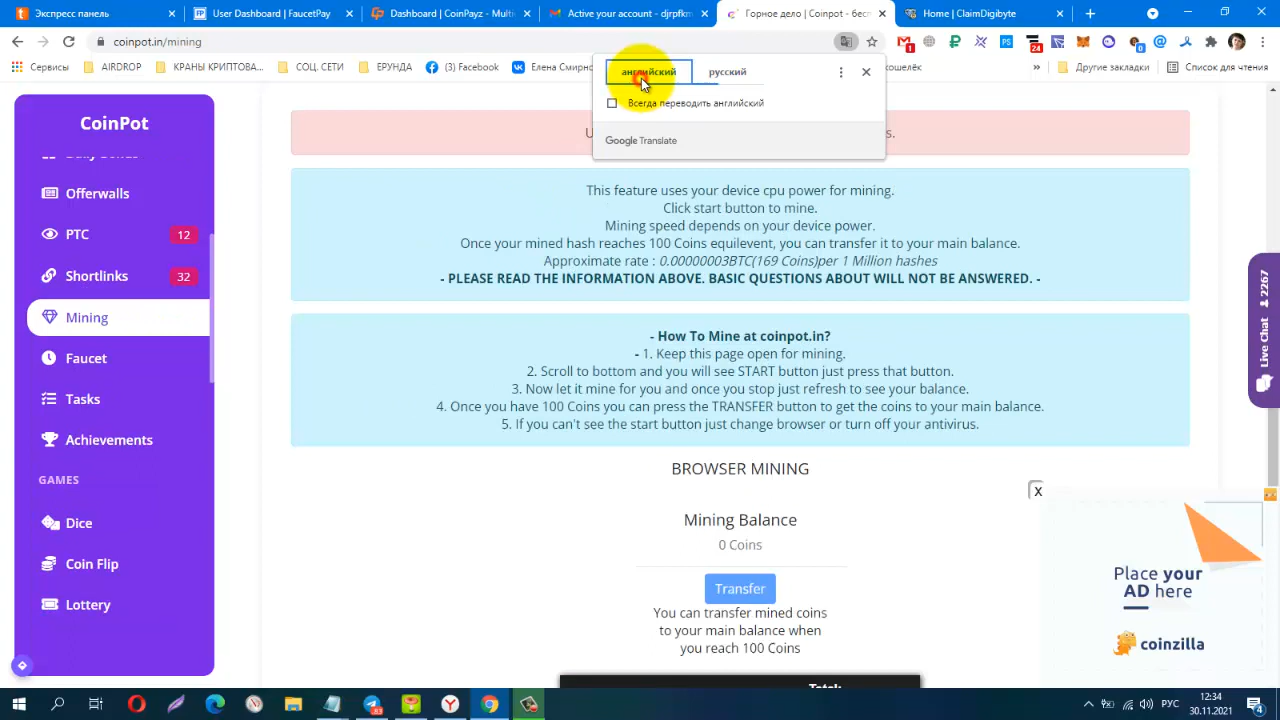 Экспресс-панель
User Dashboard | FaucetPay
Dashboard | CoinPayz - Multi
Active your account - djrpfkm
Горное дело | Coinpot - бесп
Home | ClaimDigibyte
coinpot.in/mining
1
24
0
Сервисы
AIRDROP
КРАНЫ КРИПТОВА...
СОЦ. СЕТИ
ЕРУНДА
(3) Facebook
Елена Смирно
кошелёк
»
Другие закладки
Список для чтения
английский
русский
Всегда переводить английский
Google Translate
CoinPot
Daily Bonus
Offerwalls
PTC 12
Shortlinks 32
Mining
Faucet
Tasks
Achievements
GAMES
Dice
Coin Flip
Lottery
U
s.
This feature uses your device cpu power for mining.
Click start button to mine.
Mining speed depends on your device power.
Once your mined hash reaches 100 Coins equilevent, you can transfer it to your main balance.
Approximate rate : 0.00000003BTC(169 Coins)per 1 Million hashes
- PLEASE READ THE INFORMATION ABOVE. BASIC QUESTIONS ABOUT WILL NOT BE ANSWERED. -
- How To Mine at coinpot.in?
- 1. Keep this page open for mining.
2. Scroll to bottom and you will see START button just press that button.
3. Now let it mine for you and once you stop just refresh to see your balance.
4. Once you have 100 Coins you can press the TRANSFER button to get the coins to your main balance.
5. If you can't see the start button just change browser or turn off your antivirus.
BROWSER MINING
Mining Balance
0 Coins
Transfer
You can transfer mined coins
to your main balance when
you reach 100 Coins
Total:
Live Chat 2267
X
Place your
AD here
coinzilla
РУС
12:34
30.11.2021
4